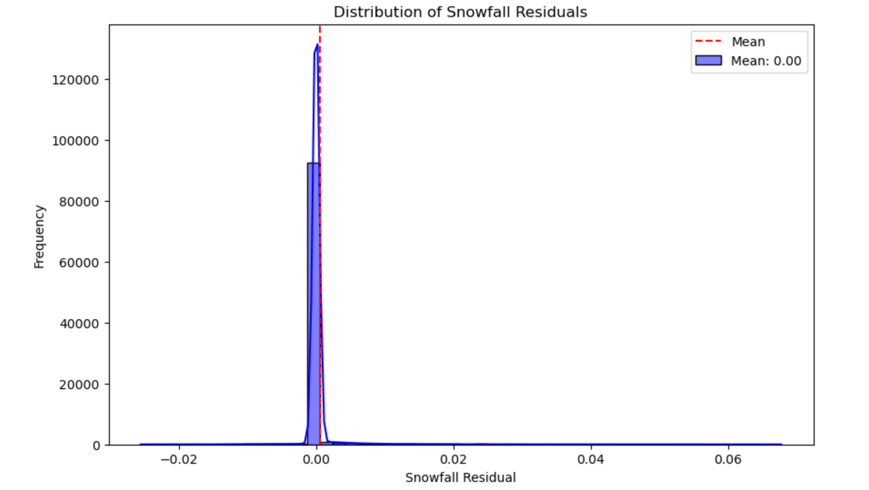 Distribution of Snowfall Residuals
Mean
Mean: 0.00
120000
100000
80000
60000
40000
20000
0
Frequency
−0.02
0.00
0.02
0.04
0.06
Snowfall Residual